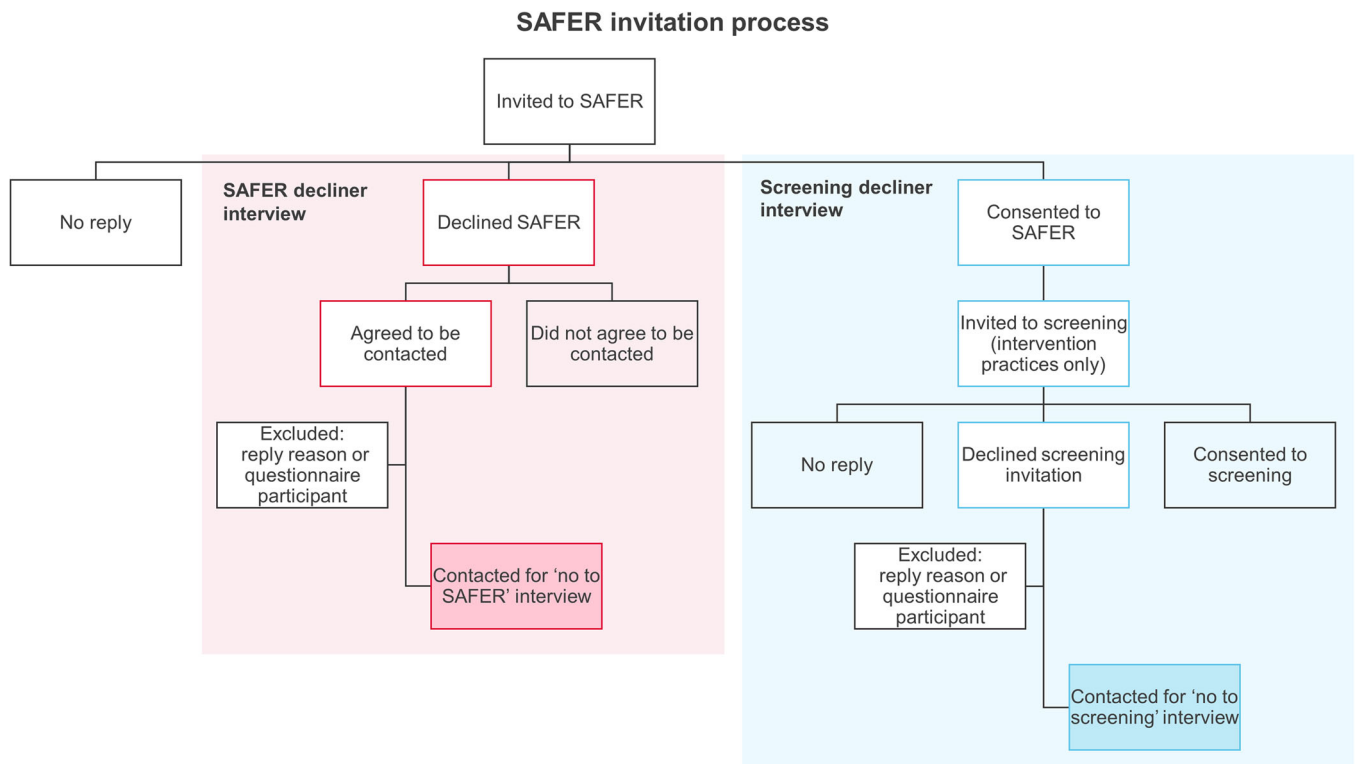 SAFER invitation process
Invited to SAFER
No reply
SAFER decliner
interview
Declined SAFER
Screening decliner
interview
Consented to
SAFER
Agreed to be
contacted
Did not agree to be
contacted
Invited to screening
(intervention
practices only)
Excluded:
reply reason or
questionnaire
participant
No reply
Declined screening
invitation
Consented to
screening
Contacted for ‘no to
SAFER’ interview
Excluded:
reply reason or
questionnaire
participant
Contacted for ‘no to
screening’ interview